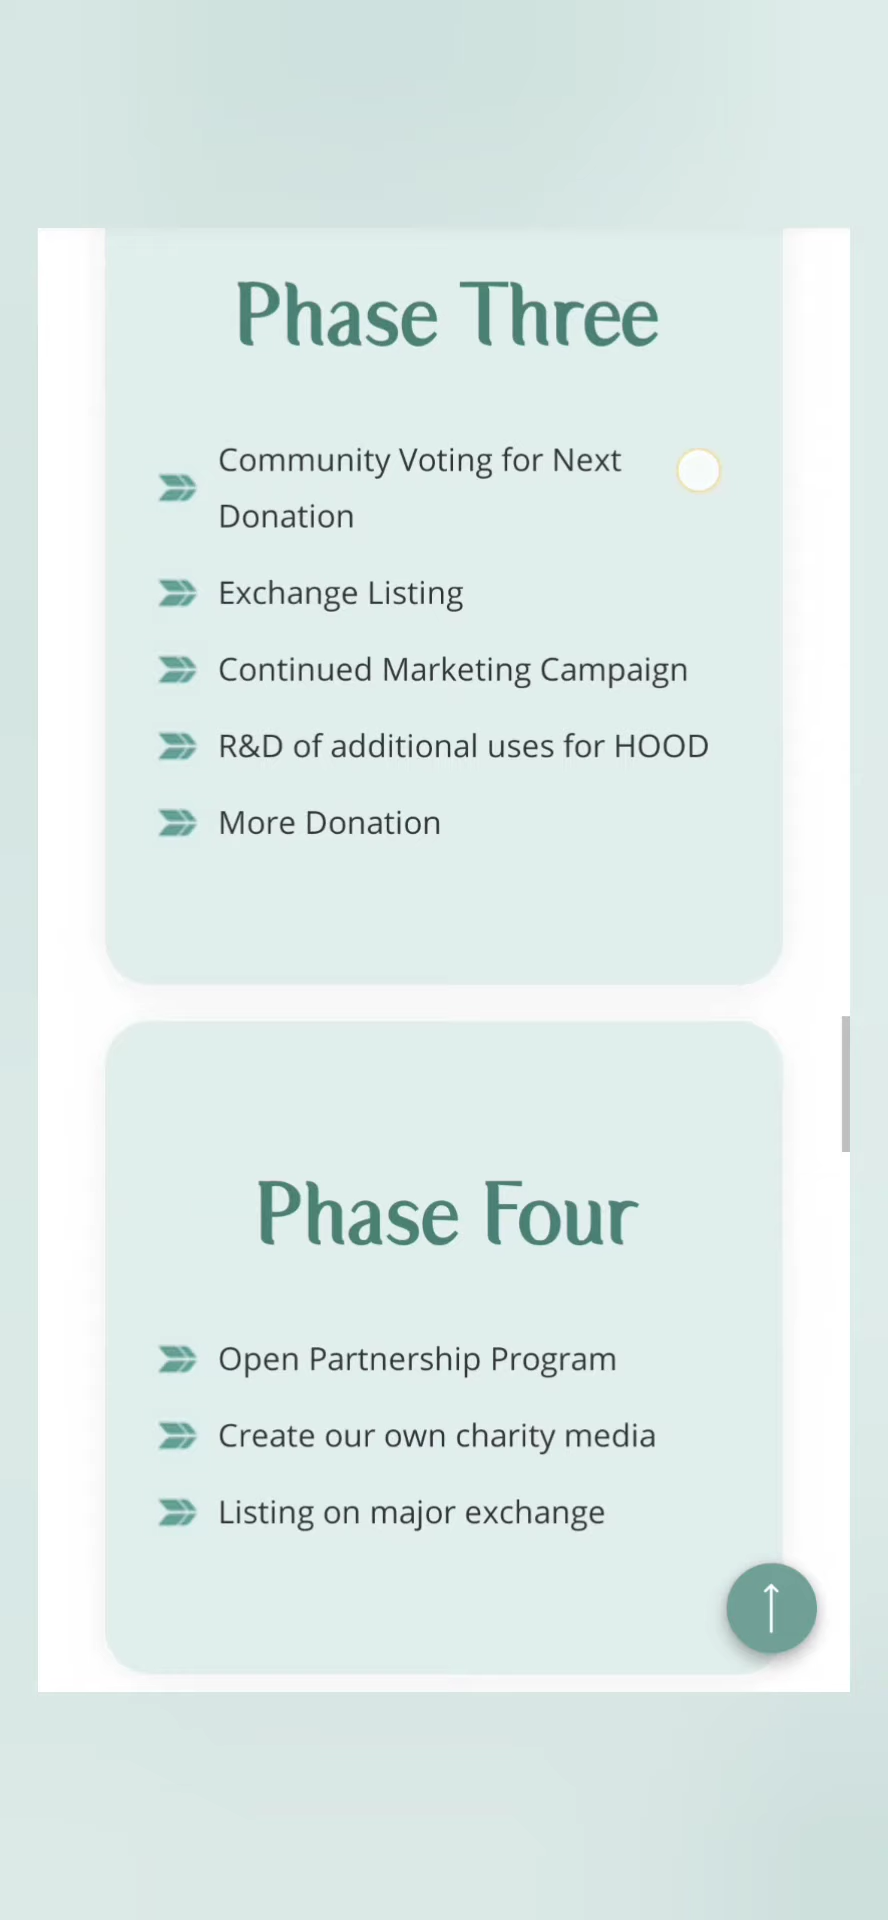 Phase Three
Community Voting for Next
Donation
Exchange Listing
Continued Marketing Campaign
R&D of additional uses for HOOD
More Donation
Phase Four
Open Partnership Program
Create our own charity media
Listing on major exchange